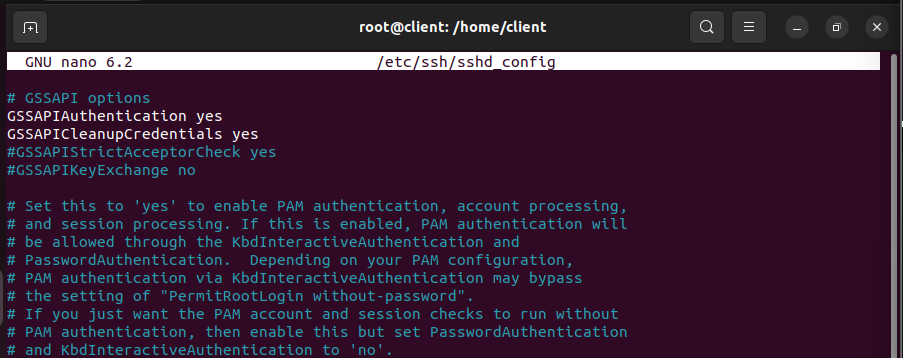 root@client: /home/client
GNU nano 6.2 /etc/ssh/sshd_config
# GSSAPI options
GSSAPIAuthentication yes
GSSAPICleanupCredentials yes
#GSSAPIStrictAcceptorCheck yes
#GSSAPIKeyExchange no
# Set this to 'yes' to enable PAM authentication, account processing,
# and session processing. If this is enabled, PAM authentication will
# be allowed through the KbdInteractiveAuthentication and
# PasswordAuthentication.  Depending on your PAM configuration,
# PAM authentication via KbdInteractiveAuthentication may bypass
# the setting of "PermitRootLogin without-password".
# If you just want the PAM account and session checks to run without
# PAM authentication, then enable this but set PasswordAuthentication
# and KbdInteractiveAuthentication to 'no'.